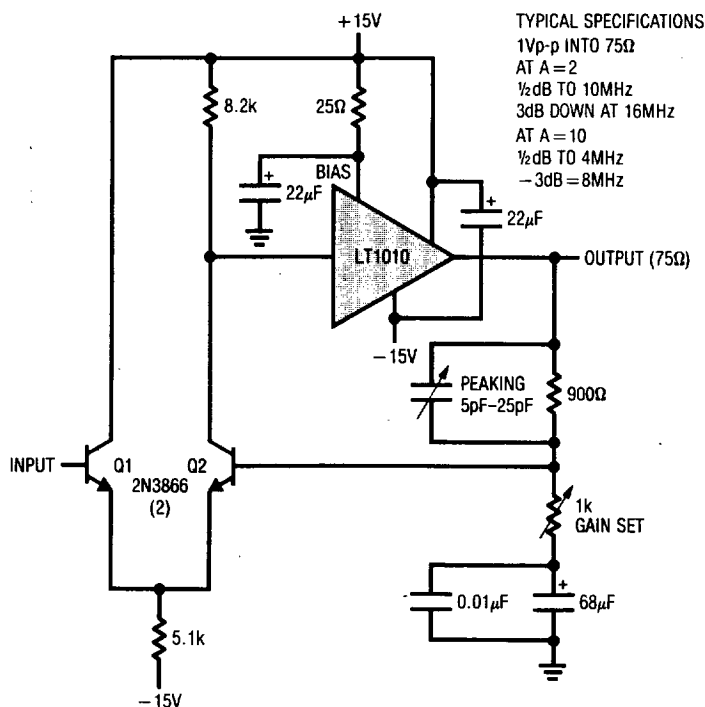 +15V
TYPICAL SPECIFICATIONS
1Vp-p INTO 75Ω
AT A=2
½dB TO 10MHz
3dB DOWN AT 16MHz
AT A=10
½dB TO 4MHz
−3dB=8MHz
8.2k
25Ω
BIAS
+
22µF
+
22µF
LT1010
OUTPUT (75Ω)
−15V
PEAKING
5pF–25pF
900Ω
INPUT
Q1
Q2
2N3866
(2)
1k
GAIN SET
0.01µF
+
68µF
5.1k
−15V